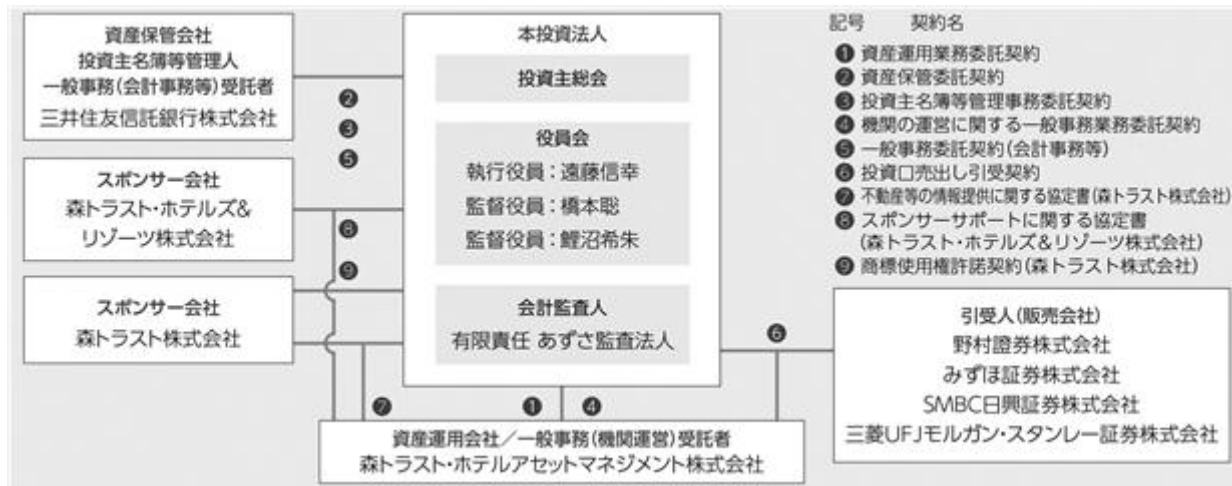 資産保管会社
投資主名簿等管理人
一般事務(会計事務等)受託者
三井住友信託銀行株式会社
スポンサー会社
森トラスト・ホテルズ&
リゾーツ株式会社
スポンサー会社
森トラスト株式会社
❷
❸
❺
❽
❾
❼
本投資法人
投資主総会
役員会
執行役員：遠藤信幸
監督役員：橋本聡
監督役員：鯉沼希朱
会計監査人
有限責任 あずさ監査法人
❶
❹
❻
資産運用会社／一般事務(機関運営)受託者
森トラスト・ホテルアセットマネジメント株式会社
記号 契約名
❶ 資産運用業務委託契約
❷ 資産保管委託契約
❸ 投資主名簿等管理事務委託契約
❹ 機関の運営に関する一般事務業務委託契約
❺ 一般事務委託契約(会計事務等)
❻ 投資口売出し引受契約
❼ 不動産等の情報提供に関する協定書(森トラスト株式会社)
❽ スポンサーサポートに関する協定書
(森トラスト・ホテルズ&リゾーツ株式会社)
❾ 商標使用権許諾契約(森トラスト株式会社)
引受人(販売会社)
野村證券株式会社
みずほ証券株式会社
SMBC日興証券株式会社
三菱UFJモルガン・スタンレー証券株式会社